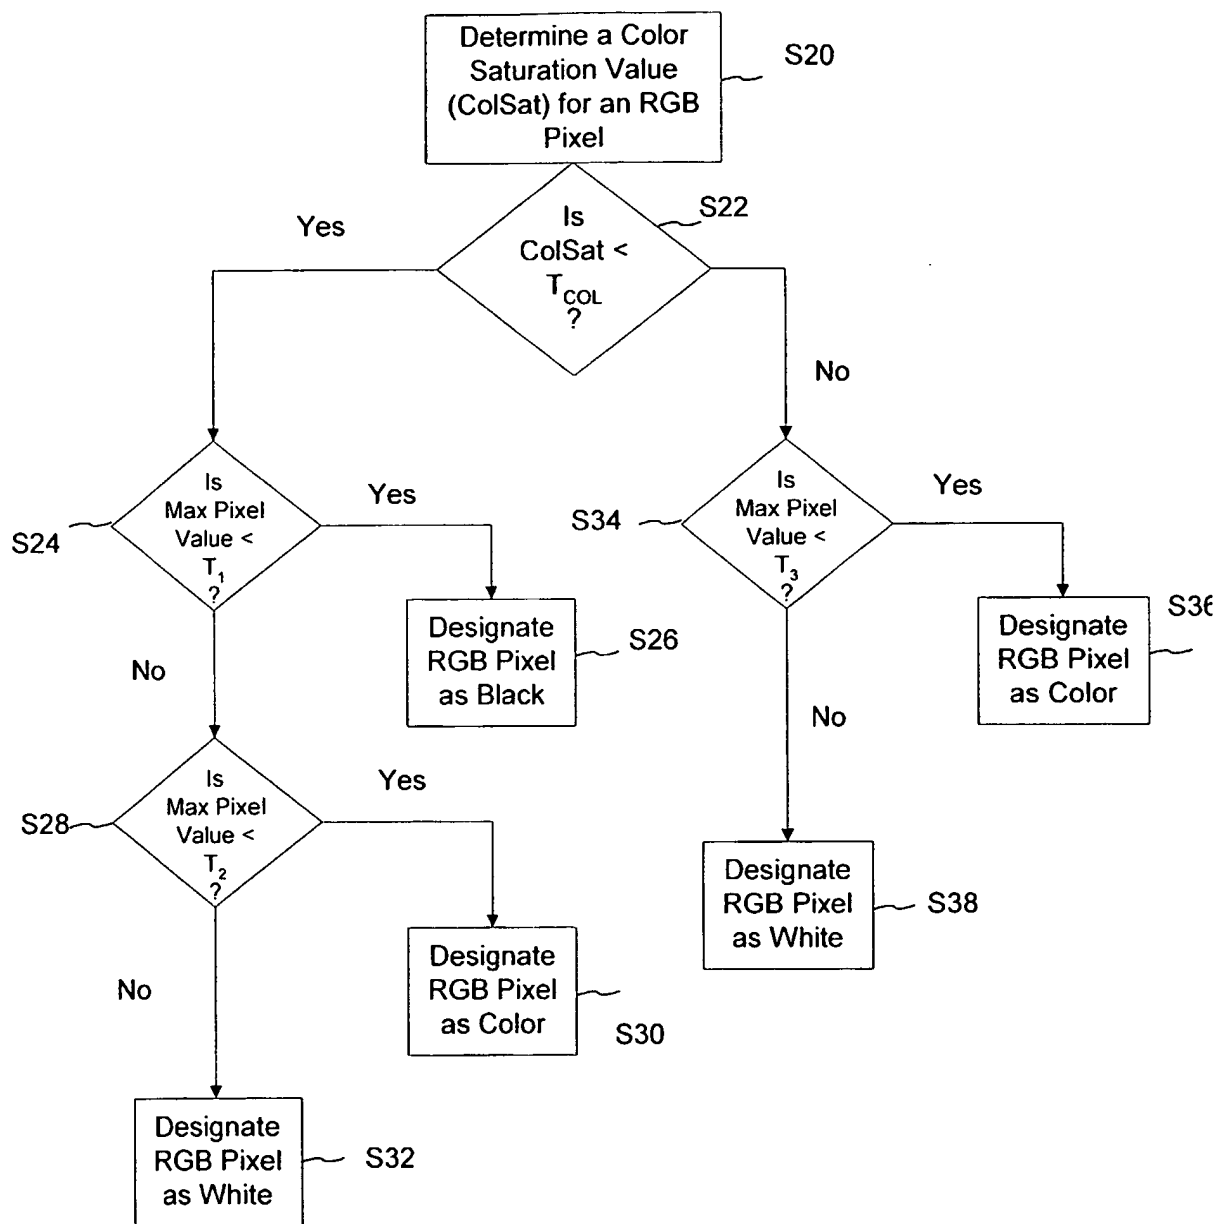 Determine a Color
Saturation Value
(ColSat) for an RGB
Pixel
S20
Is
ColSat <
T_COL
?
S22
Yes
No
Is
Max Pixel
Value <
T_1
?
S24
Yes
No
Designate
RGB Pixel
as Black
S26
Is
Max Pixel
Value <
T_3
?
S34
Yes
No
Designate
RGB Pixel
as Color
S36
Is
Max Pixel
Value <
T_2
?
S28
Yes
No
Designate
RGB Pixel
as Color
S30
Designate
RGB Pixel
as White
S38
Designate
RGB Pixel
as White
S32